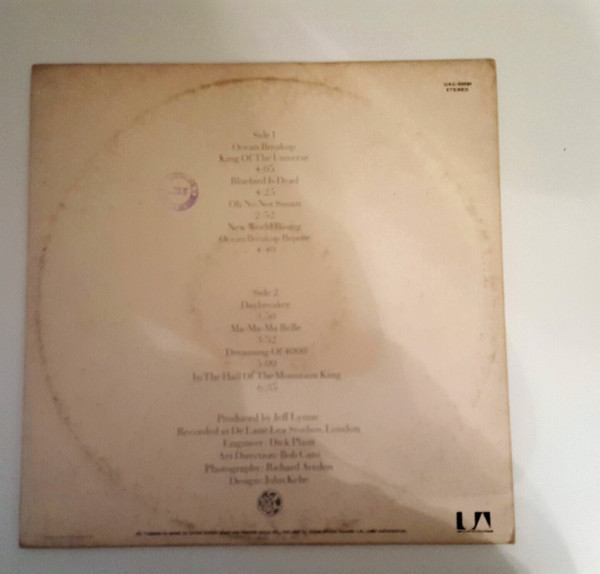 STEREO
Side 1
Ocean Breakup
King Of The Universe
4:05
Bluebird Is Dead
4:25
Oh No Not Susan
2:52
New World Rising
Ocean Breakup Reprise
4:40
Side 2
Daybreaker
3:50
Ma-Ma-Ma Belle
3:52
Dreaming Of 4000
5:00
In The Hall Of The Mountain King
6:35
Produced by Jeff Lynne
Recorded at De Lane Lea Studios, London
Engineer: Dick Plant
Art Direction: Bob Cato
Photography: Richard Avedon
Design: John Kehe
UA